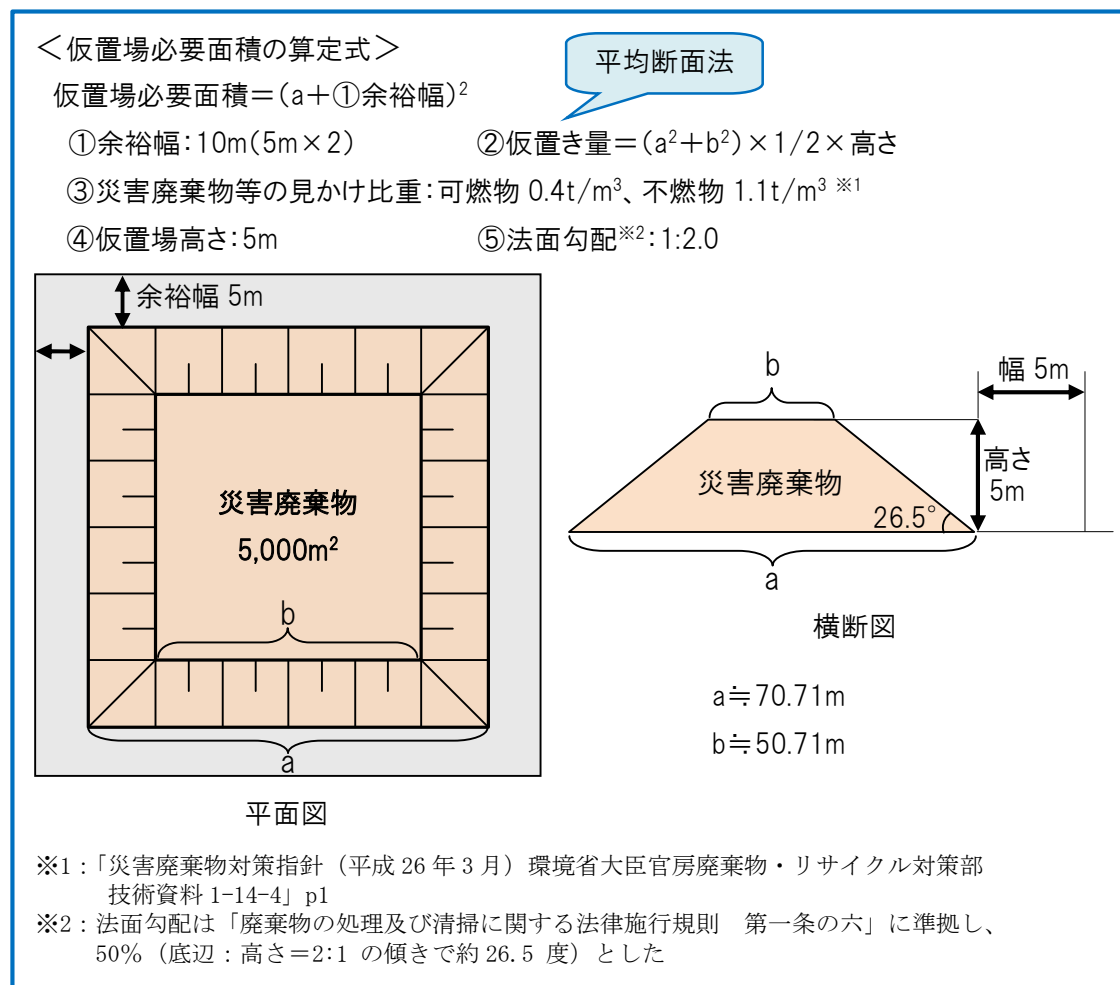 ＜仮置場必要面積の算定式＞
平均断面法
仮置場必要面積＝(a＋①余裕幅)²
①余裕幅：10m(5m×2)
②仮置き量＝(a²＋b²)×1/2×高さ
③災害廃棄物等の見かけ比重：可燃物 0.4t/m³、不燃物 1.1t/m³ ※1
④仮置場高さ：5m
⑤法面勾配※2：1:2.0
余裕幅 5m
災害廃棄物
5,000m²
b
a
平面図
b
幅 5m
高さ
5m
災害廃棄物
26.5°
a
横断図
a≒70.71m
b≒50.71m
※1：「災害廃棄物対策指針（平成 26 年 3 月）環境省大臣官房廃棄物・リサイクル対策部
技術資料 1-14-4」p1
※2：法面勾配は「廃棄物の処理及び清掃に関する法律施行規則　第一条の六」に準拠し、
50％（底辺：高さ＝2:1 の傾きで約 26.5 度）とした